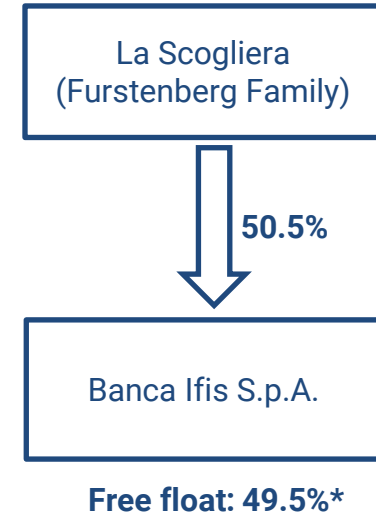 La Scogliera
(Furstenberg Family)
50.5%
Banca Ifis S.p.A.
Free float: 49.5%*